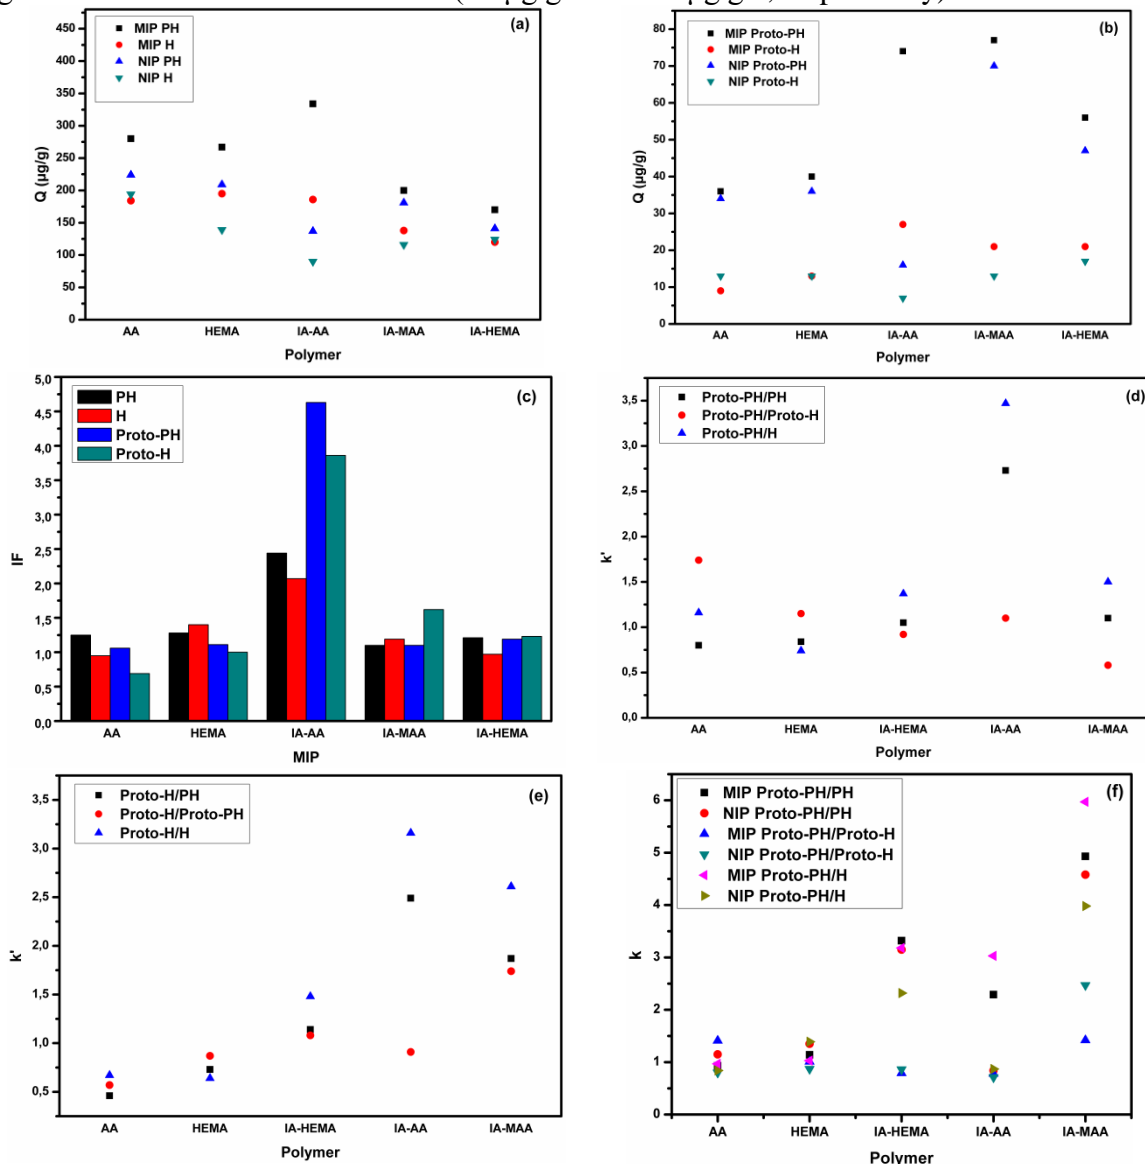 (a)
MIP PH
MIP H
NIP PH
NIP H
450
400
350
300
250
200
150
100
50
0
Q (µg/g)
AA HEMA IA-AA IA-MAA IA-HEMA
Polymer
(b)
MIP Proto-PH
MIP Proto-H
NIP Proto-PH
NIP Proto-H
80
70
60
50
40
30
20
10
0
Q (µg/g)
AA HEMA IA-AA IA-MAA IA-HEMA
Polymer
(c)
PH
H
Proto-PH
Proto-H
5,0
4,5
4,0
3,5
3,0
2,5
2,0
1,5
1,0
0,5
0,0
IF
AA HEMA IA-AA IA-MAA IA-HEMA
MIP
(d)
Proto-PH/PH
Proto-PH/Proto-H
Proto-PH/H
3,5
3,0
2,5
2,0
1,5
1,0
0,5
0,0
k'
AA HEMA IA-HEMA IA-AA IA-MAA
Polymer
(e)
Proto-H/PH
Proto-H/Proto-PH
Proto-H/H
3,5
3,0
2,5
2,0
1,5
1,0
0,5
k'
AA HEMA IA-HEMA IA-AA IA-MAA
Polymer
(f)
MIP Proto-PH/PH
NIP Proto-PH/PH
MIP Proto-PH/Proto-H
NIP Proto-PH/Proto-H
MIP Proto-PH/H
NIP Proto-PH/H
6
5
4
3
2
1
0
k
AA HEMA IA-HEMA IA-AA IA-MAA
Polymer